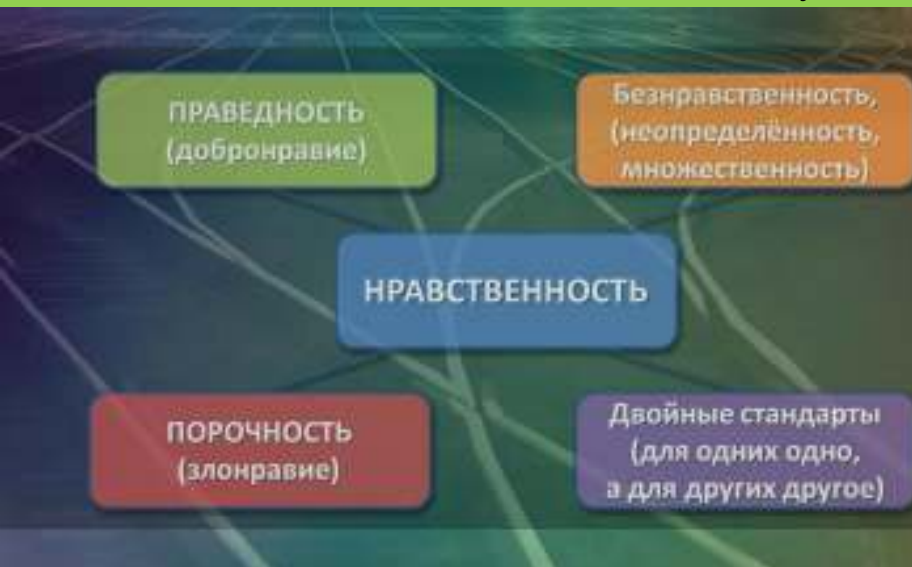 ПРАВЕДНОСТЬ
(добронравие)
Безнравственность,
(неопределённость,
множественность)
НРАВСТВЕННОСТЬ
ПОРОЧНОСТЬ
(злонравие)
Двойные стандарты
(для одних одно,
а для других другое)